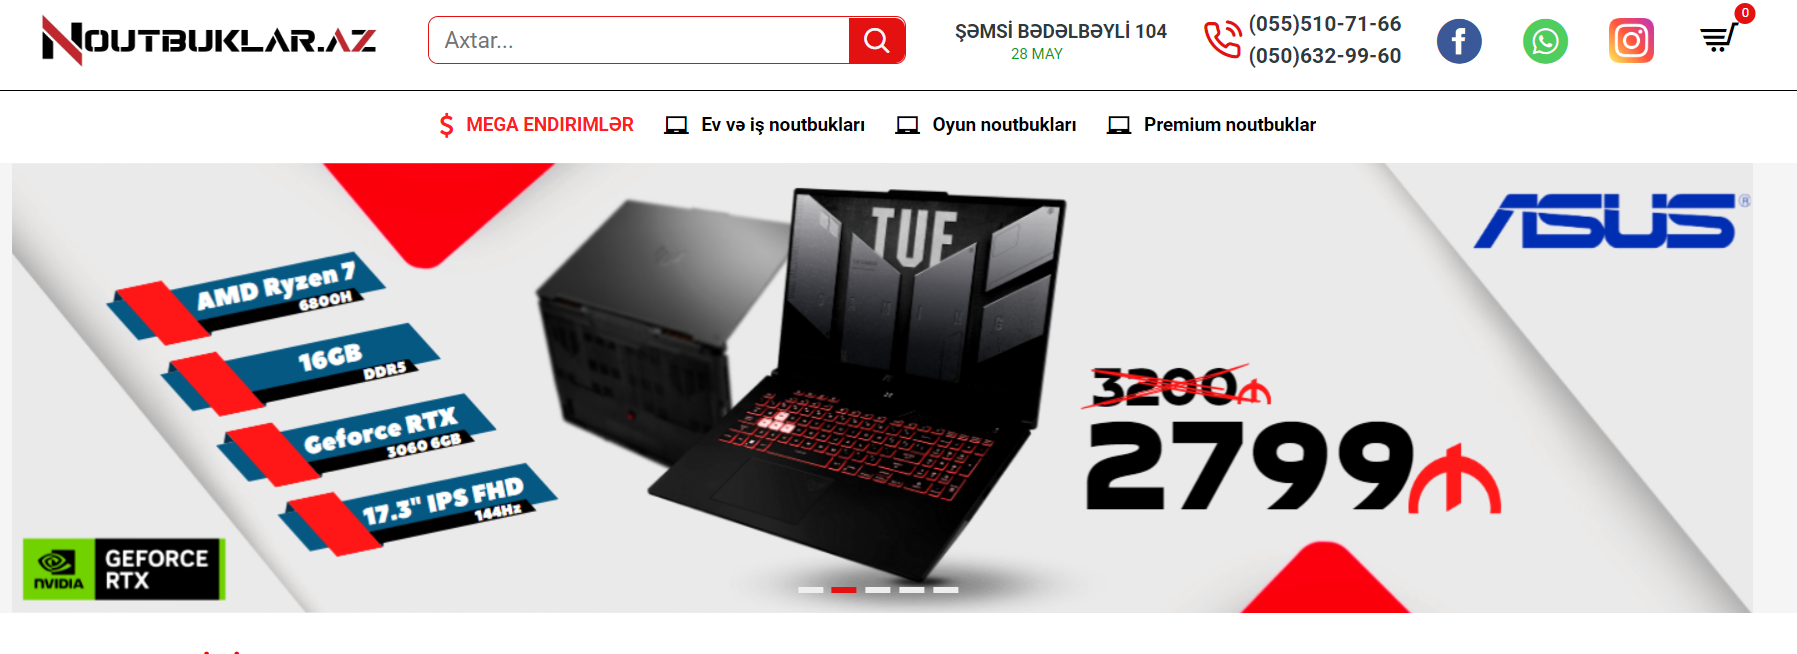 NOUTBUKLAR.AZ
Axtar...
ŞƏMSİ BƏDƏLBƏYLİ 104
28 MAY
(055)510-71-66
(050)632-99-60
0
MEGA ENDIRIMLƏR
Ev və iş noutbukları
Oyun noutbukları
Premium noutbuklar
ASUS®
TUF
AMD Ryzen 7
6800H
16GB
DDR5
Geforce RTX
3060 6GB
17.3" IPS FHD
144Hz
3200₼
2799₼
NVIDIA
GEFORCE
RTX